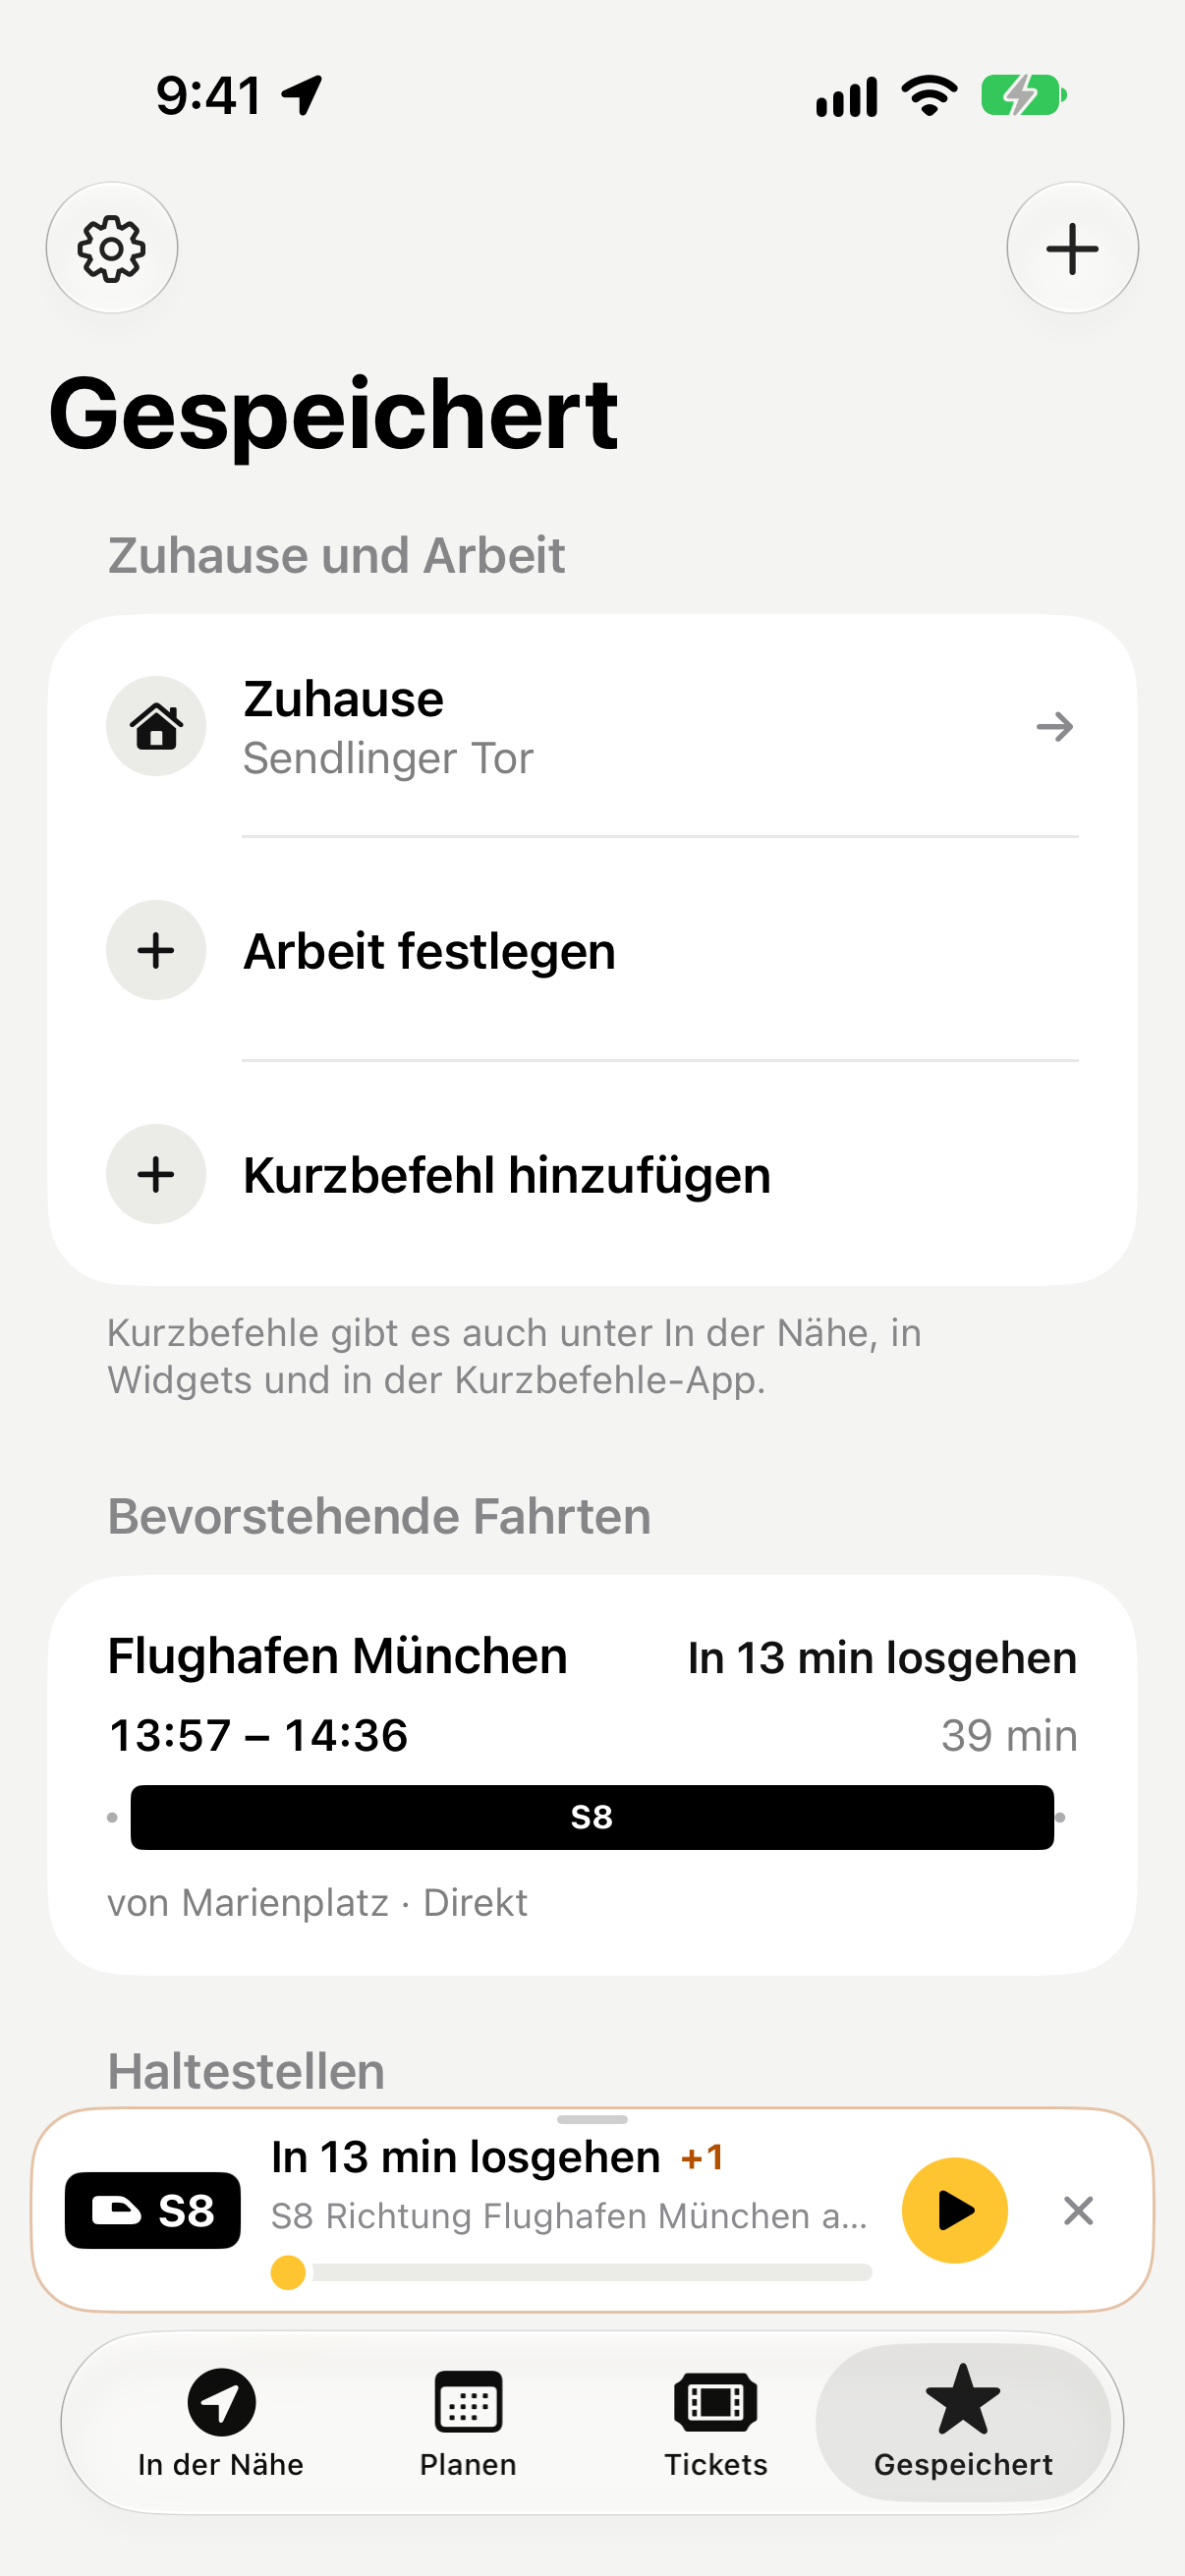 9:41
Gespeichert
Zuhause und Arbeit
Zuhause
Sendlinger Tor
Arbeit festlegen
Kurzbefehl hinzufügen
Kurzbefehle gibt es auch unter In der Nähe, in
Widgets und in der Kurzbefehle-App.
Bevorstehende Fahrten
Flughafen München In 13 min losgehen
13:57 – 14:36 39 min
S8
von Marienplatz · Direkt
Haltestellen
In 13 min losgehen +1
S8 S8 Richtung Flughafen München a...
In der Nähe Planen Tickets Gespeichert